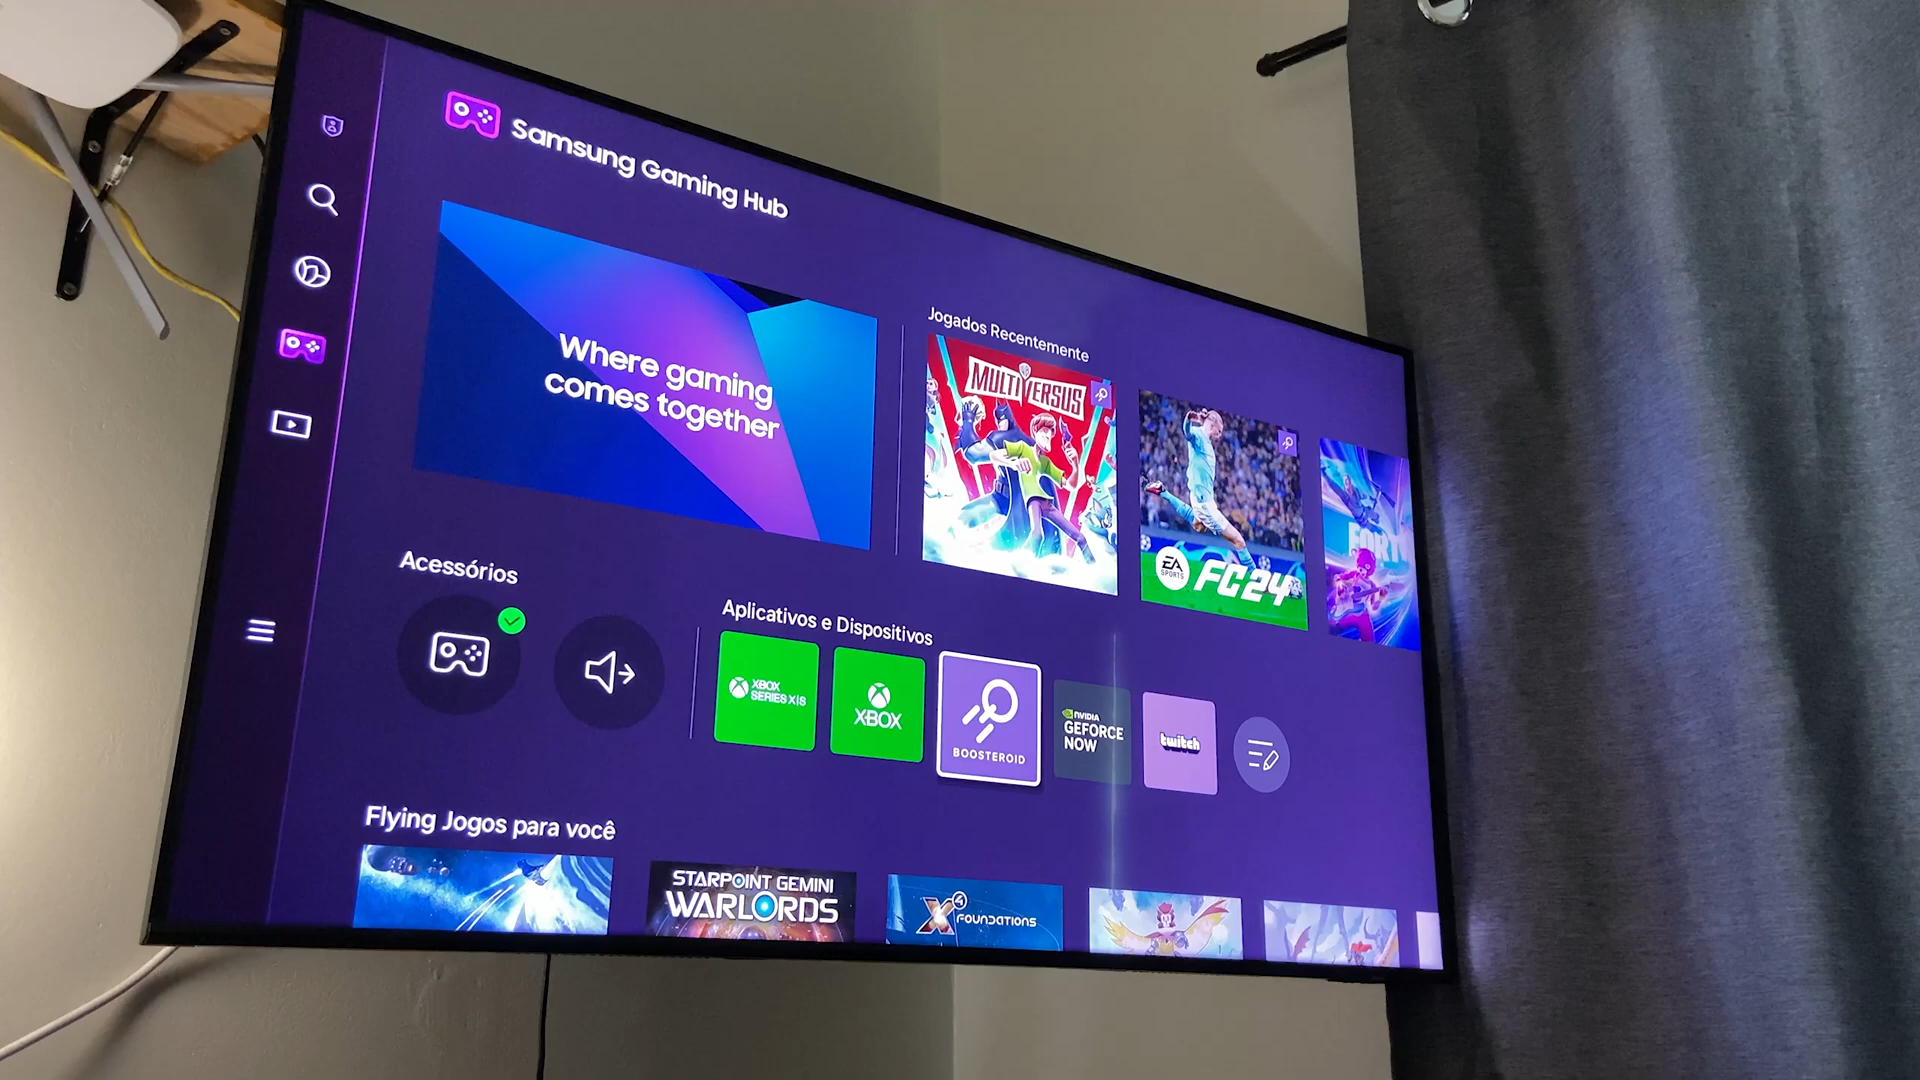 Samsung Gaming Hub
Where gaming
comes together
Jogados Recentemente
MULTIVERSUS
EA
SPORTS
FC24
FORTN
Acessórios
Aplicativos e Dispositivos
XBOX
SERIES X|S
XBOX
BOOSTEROID
NVIDIA
GEFORCE
NOW
twitch
Flying Jogos para você
STARPOINT GEMINI
WARLORDS
X4
FOUNDATIONS